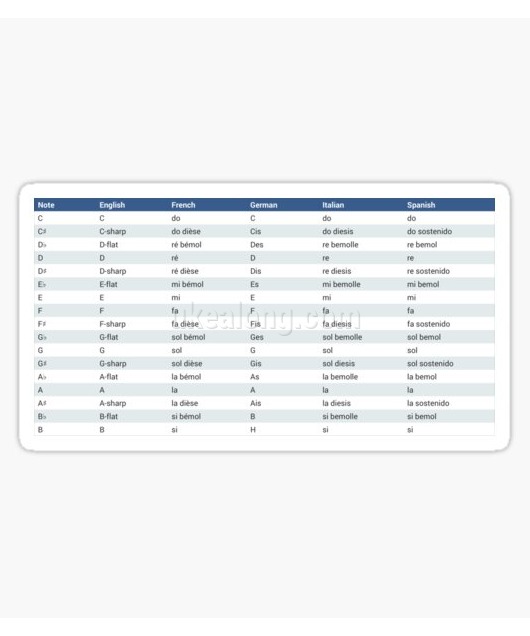 Note English French German Italian Spanish
C C do C do do
C♯ C-sharp do dièse Cis do diesis do sostenido
D♭ D-flat ré bémol Des re bemolle re bemol
D D ré D re re
D♯ D-sharp ré dièse Dis re diesis re sostenido
E♭ E-flat mi bémol Es mi bemolle mi bemol
E E mi E mi mi
F F fa F fa fa
F♯ F-sharp fa dièse Fis fa diesis fa sostenido
G♭ G-flat sol bémol Ges sol bemolle sol bemol
G G sol G sol sol
G♯ G-sharp sol dièse Gis sol diesis sol sostenido
A♭ A-flat la bémol As la bemolle la bemol
A A la A la la
A♯ A-sharp la dièse Ais la diesis la sostenido
B♭ B-flat si bémol B si bemolle si bemol
B B si H si si